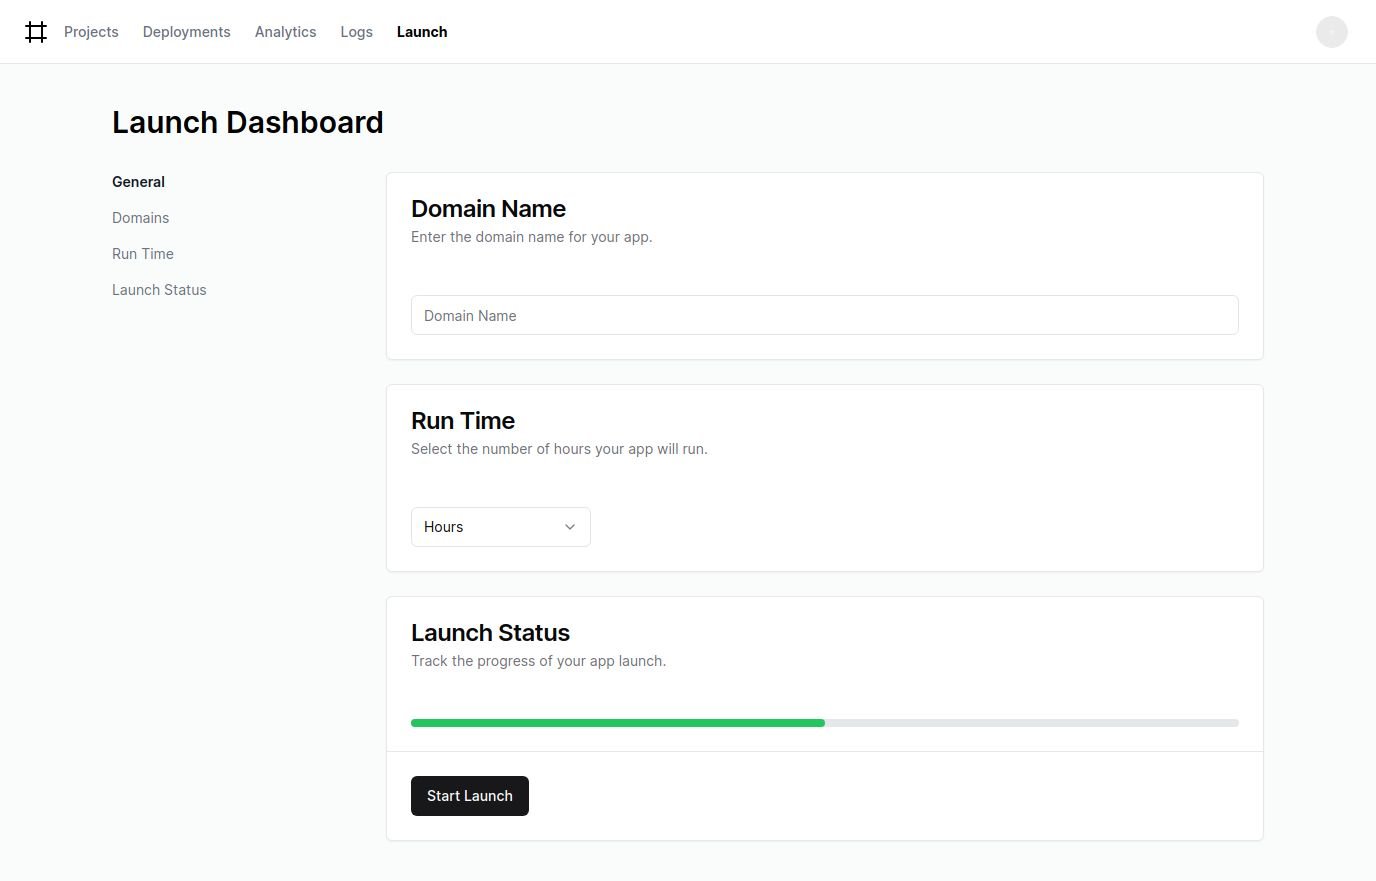 Projects Deployments Analytics Logs Launch
Launch Dashboard
General
Domains
Run Time
Launch Status
Domain Name
Enter the domain name for your app.
Domain Name
Run Time
Select the number of hours your app will run.
Hours
Launch Status
Track the progress of your app launch.
Start Launch